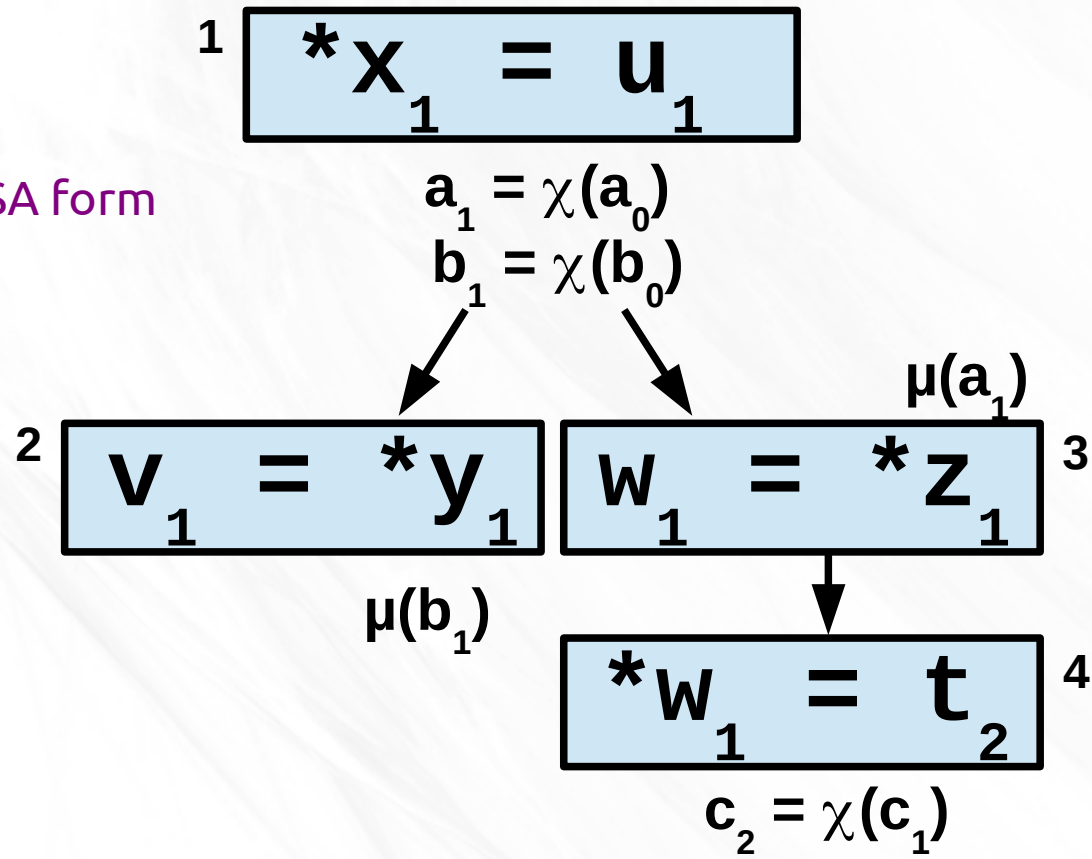 1
*x₁ = u₁
SA form
a₁ = χ(a₀)
b₁ = χ(b₀)
µ(a₁)
2
v₁ = *y₁
w₁ = *z₁
3
µ(b₁)
*w₁ = t₂
4
c₂ = χ(c₁)